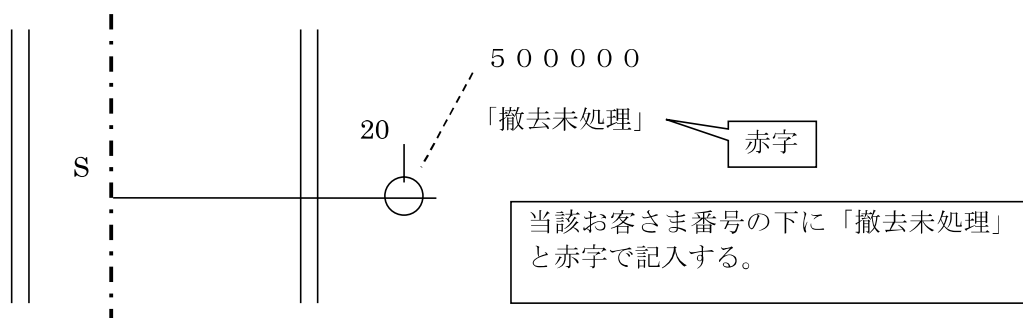 ５０００００
「撤去未処理」
赤字
20
S
当該お客さま番号の下に「撤去未処理」
と赤字で記入する。